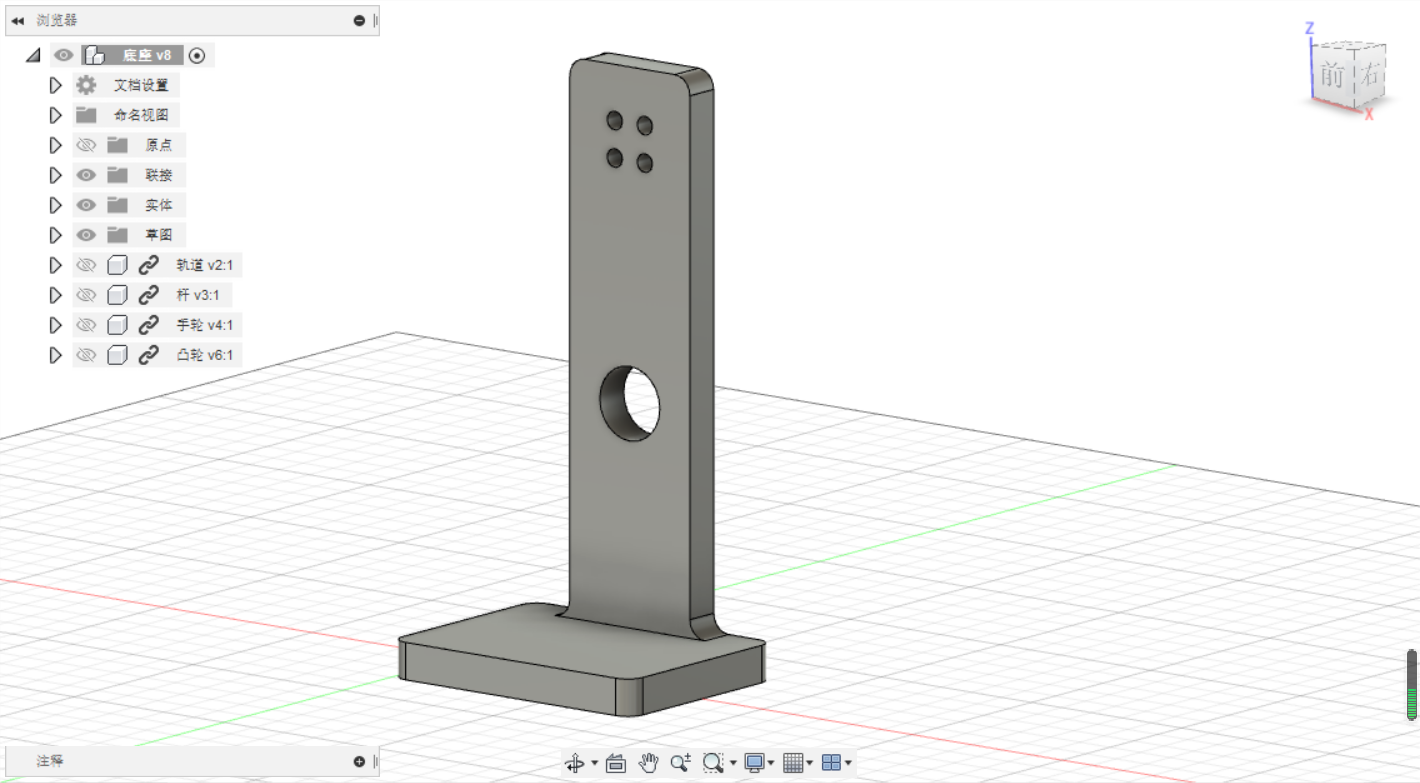 浏览器
底座 v8
文档设置
命名视图
原点
联接
实体
草图
轨道 v2:1
杆 v3:1
手轮 v4:1
凸轮 v6:1
Z
前 右
X
注释